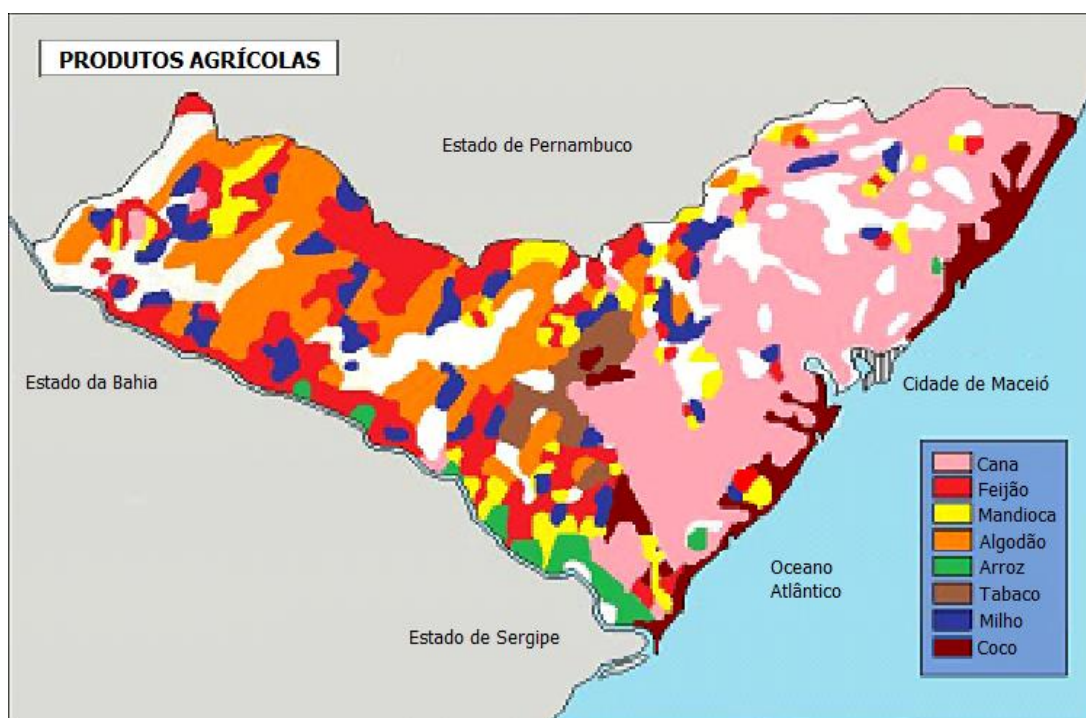 PRODUTOS AGRÍCOLAS
Estado de Pernambuco
Estado da Bahia
Cidade de Maceió
Cana
Feijão
Mandioca
Algodão
Arroz
Tabaco
Milho
Coco
Oceano
Atlântico
Estado de Sergipe